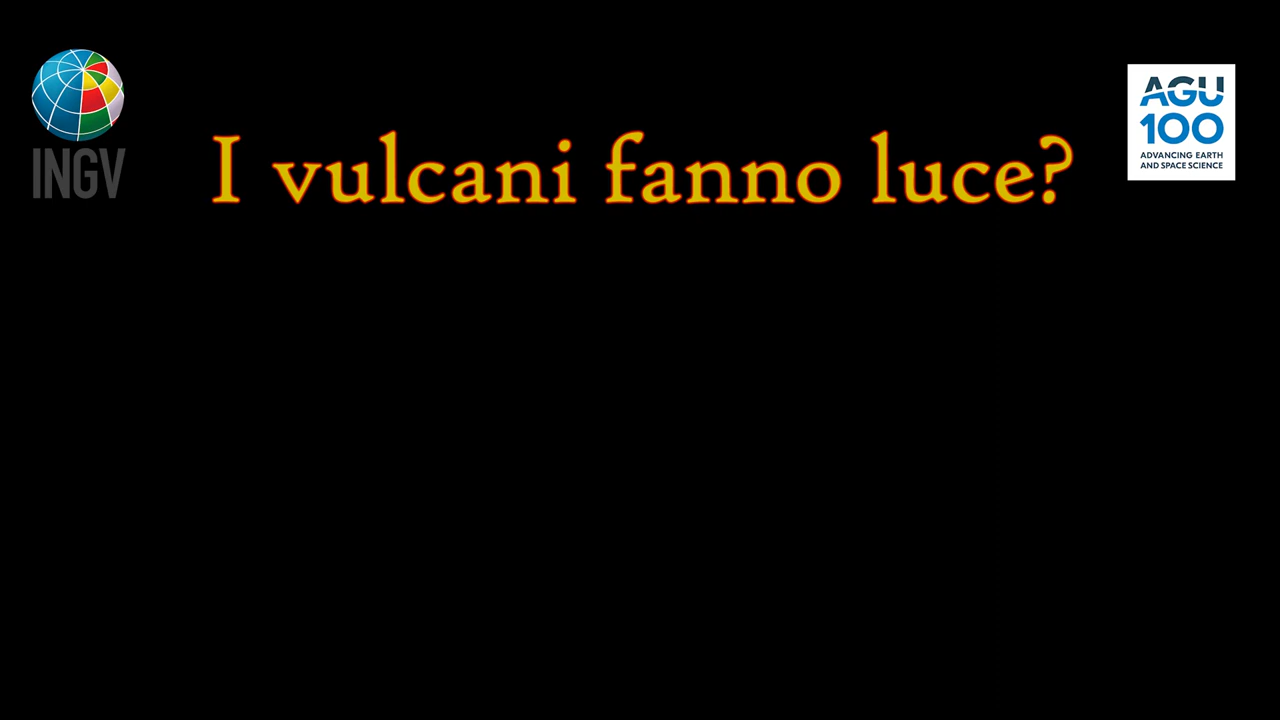 INGV
I vulcani fanno luce?
AGU
100
ADVANCING EARTH
AND SPACE SCIENCE